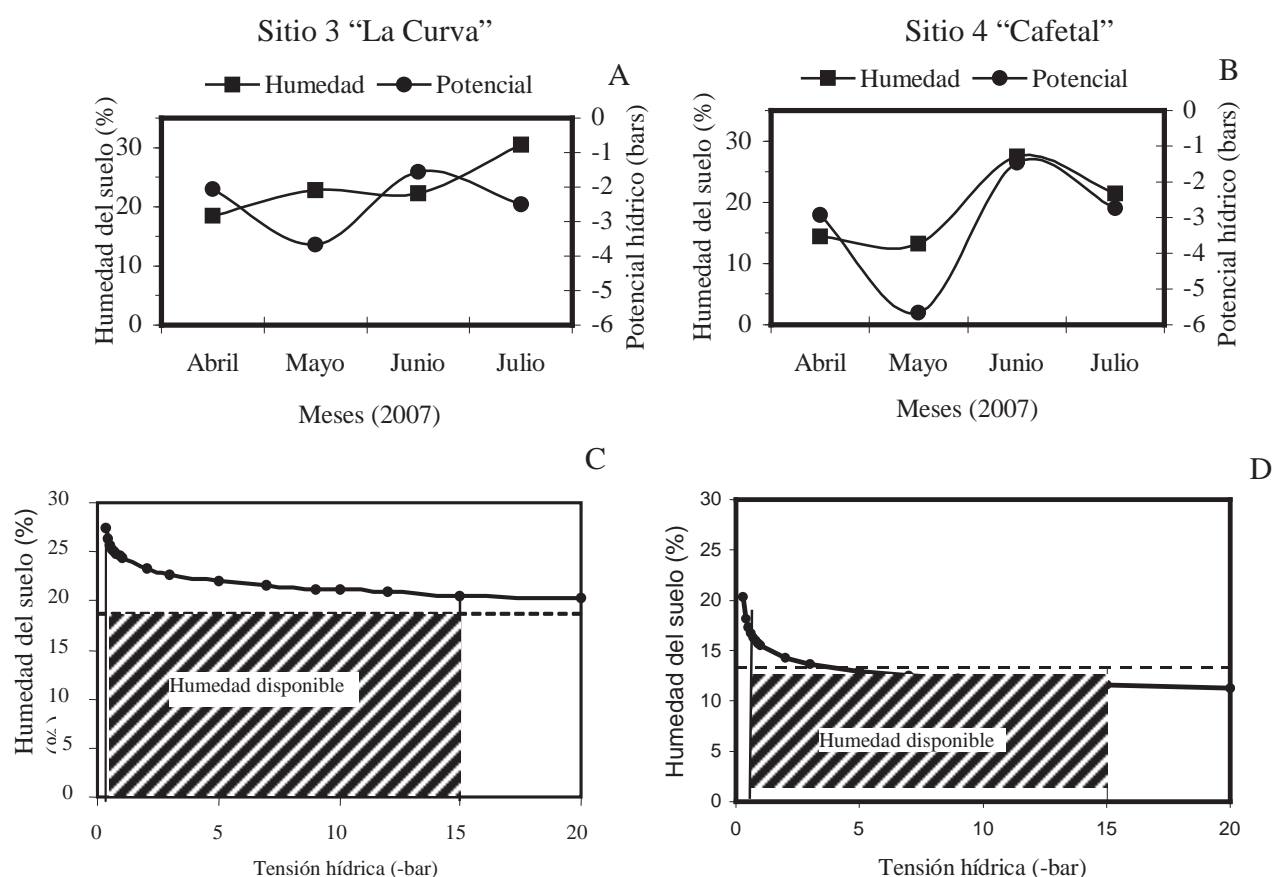 Sitio 3 “La Curva”
Humedad Potencial
A
Humedad del suelo (%)
30
20
10
0
0
-1
-2
-3
-4
-5
-6
Potencial hídrico (bars)
Abril Mayo Junio Julio
Meses (2007)
Sitio 4 “Cafetal”
Humedad Potencial
B
Humedad del suelo (%)
30
20
10
0
0
-1
-2
-3
-4
-5
-6
Potencial hídrico (bars)
Abril Mayo Junio Julio
Meses (2007)
C
Humedad del suelo (%)
(%)
30
25
20
15
10
5
0
Humedad disponible
0 5 10 15 20
Tensión hídrica (-bar)
D
Humedad del suelo (%)
30
25
20
15
10
5
0
Humedad disponible
0 5 10 15 20
Tensión hídrica (-bar)